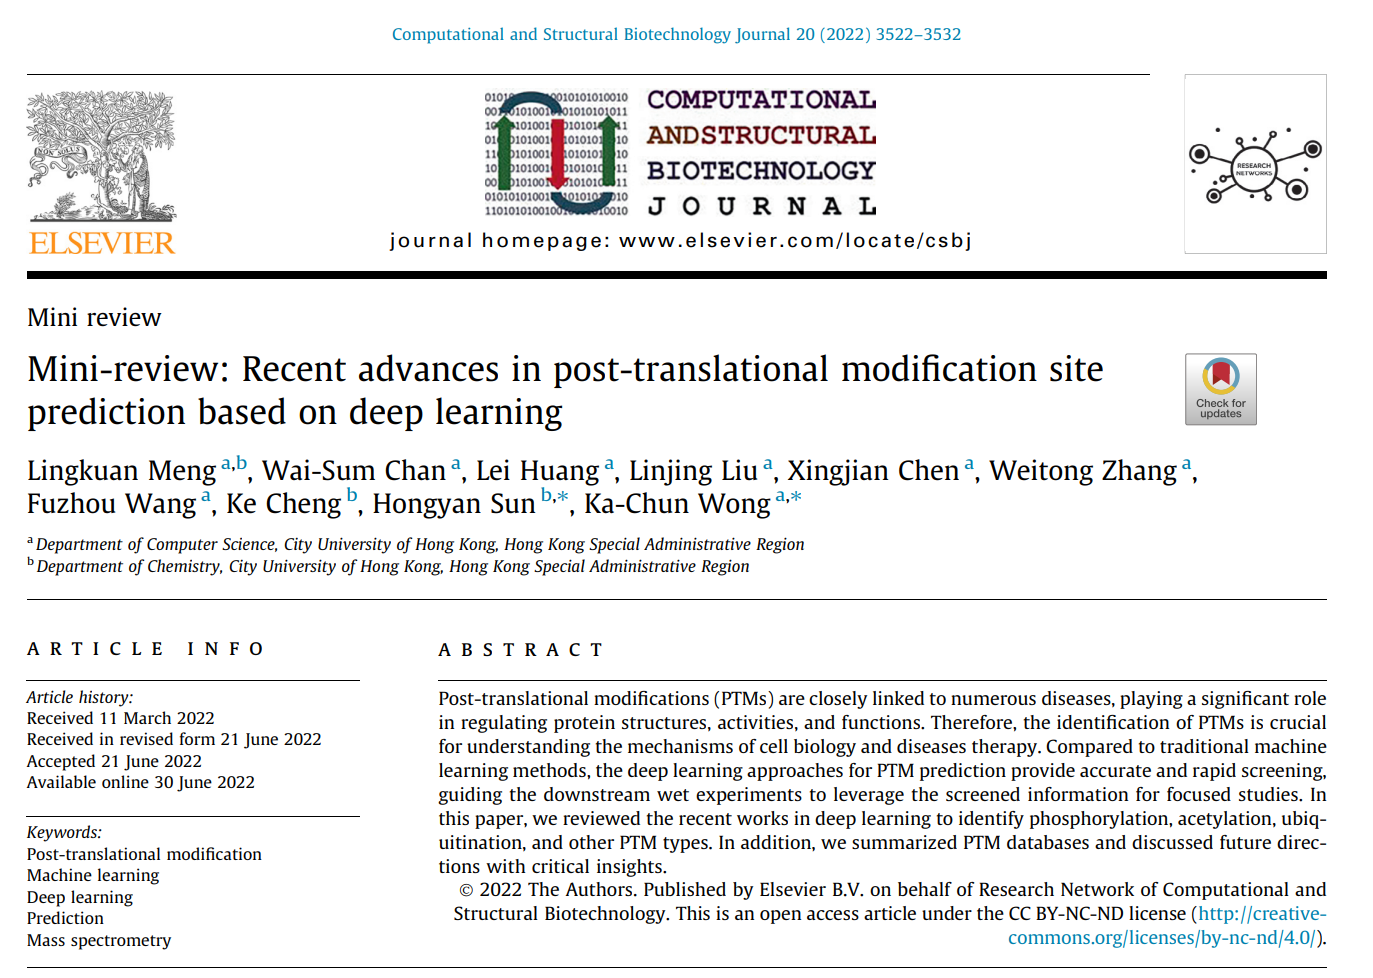 Computational and Structural Biotechnology Journal 20 (2022) 3522–3532
NON SOLUS
ELSEVIER
COMPUTATIONAL
ANDSTRUCTURAL
BIOTECHNOLOGY
JOURNAL
journal homepage: www.elsevier.com/locate/csbj
RESEARCH
NETWORKS
Mini review
Mini-review: Recent advances in post-translational modification site
prediction based on deep learning
Check for
updates
Lingkuan Meng a,b, Wai-Sum Chan a, Lei Huang a, Linjing Liu a, Xingjian Chen a, Weitong Zhang a,
Fuzhou Wang a, Ke Cheng b, Hongyan Sun b,*, Ka-Chun Wong a,*
a Department of Computer Science, City University of Hong Kong, Hong Kong Special Administrative Region
b Department of Chemistry, City University of Hong Kong, Hong Kong Special Administrative Region
ARTICLE INFO
Article history:
Received 11 March 2022
Received in revised form 21 June 2022
Accepted 21 June 2022
Available online 30 June 2022
Keywords:
Post-translational modification
Machine learning
Deep learning
Prediction
Mass spectrometry
ABSTRACT
Post-translational modifications (PTMs) are closely linked to numerous diseases, playing a significant role
in regulating protein structures, activities, and functions. Therefore, the identification of PTMs is crucial
for understanding the mechanisms of cell biology and diseases therapy. Compared to traditional machine
learning methods, the deep learning approaches for PTM prediction provide accurate and rapid screening,
guiding the downstream wet experiments to leverage the screened information for focused studies. In
this paper, we reviewed the recent works in deep learning to identify phosphorylation, acetylation, ubiq-
uitination, and other PTM types. In addition, we summarized PTM databases and discussed future direc-
tions with critical insights.
© 2022 The Authors. Published by Elsevier B.V. on behalf of Research Network of Computational and
Structural Biotechnology. This is an open access article under the CC BY-NC-ND license (http://creative-
commons.org/licenses/by-nc-nd/4.0/).